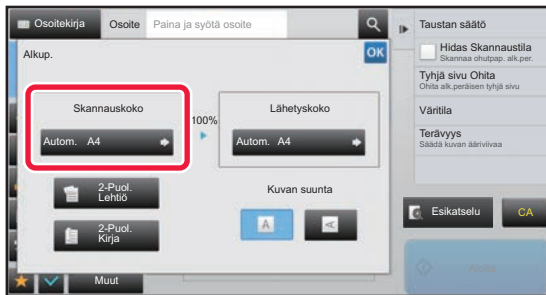 Osoitekirja
Osoite
Paina ja syötä osoite
Alkup.
OK
Skannauskoko
100%
Lähetyskoko
Autom. A4
Autom. A4
2-Puol.
Lehtiö
2-Puol.
Kirja
Kuvan suunta
A
A
Muut
Taustan säätö
Hidas Skannaustila
Skannaa ohutpap. alk.per.
Tyhjä sivu Ohita
Ohita alk.peräisen tyhjä sivu
Väritila
Terävyys
Säädä kuvan ääriviivaa
Esikatselu
CA